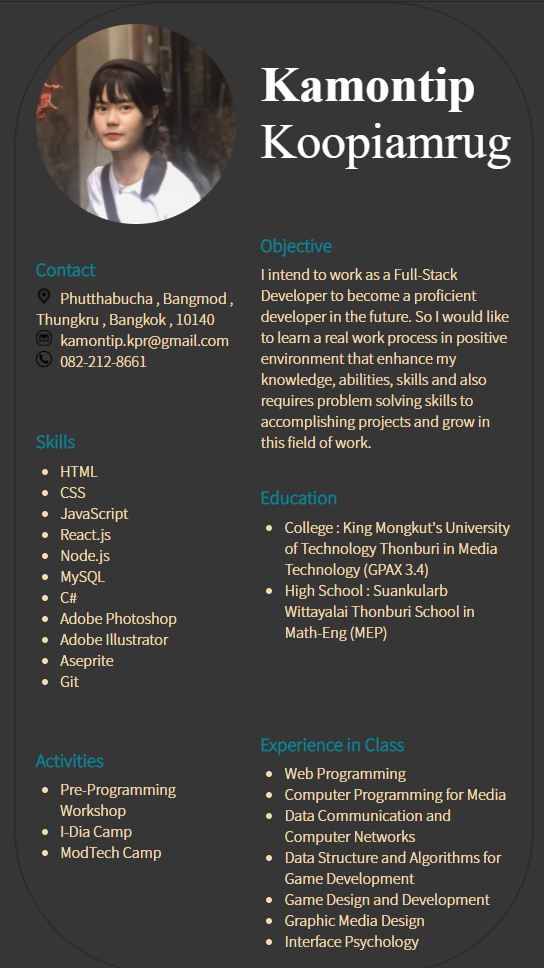 Kamontip
Koopiamrug
Contact
Phutthabucha , Bangmod ,
Thungkru , Bangkok , 10140
kamontip.kpr@gmail.com
082-212-8661
Skills
HTML
CSS
JavaScript
React.js
Node.js
MySQL
C#
Adobe Photoshop
Adobe Illustrator
Aseprite
Git
Activities
Pre-Programming
Workshop
I-Dia Camp
ModTech Camp
Objective
I intend to work as a Full-Stack
Developer to become a proficient
developer in the future. So I would like
to learn a real work process in positive
environment that enhance my
knowledge, abilities, skills and also
requires problem solving skills to
accomplishing projects and grow in
this field of work.
Education
College : King Mongkut's University
of Technology Thonburi in Media
Technology (GPAX 3.4)
High School : Suankularb
Wittayalai Thonburi School in
Math-Eng (MEP)
Experience in Class
Web Programming
Computer Programming for Media
Data Communication and
Computer Networks
Data Structure and Algorithms for
Game Development
Game Design and Development
Graphic Media Design
Interface Psychology